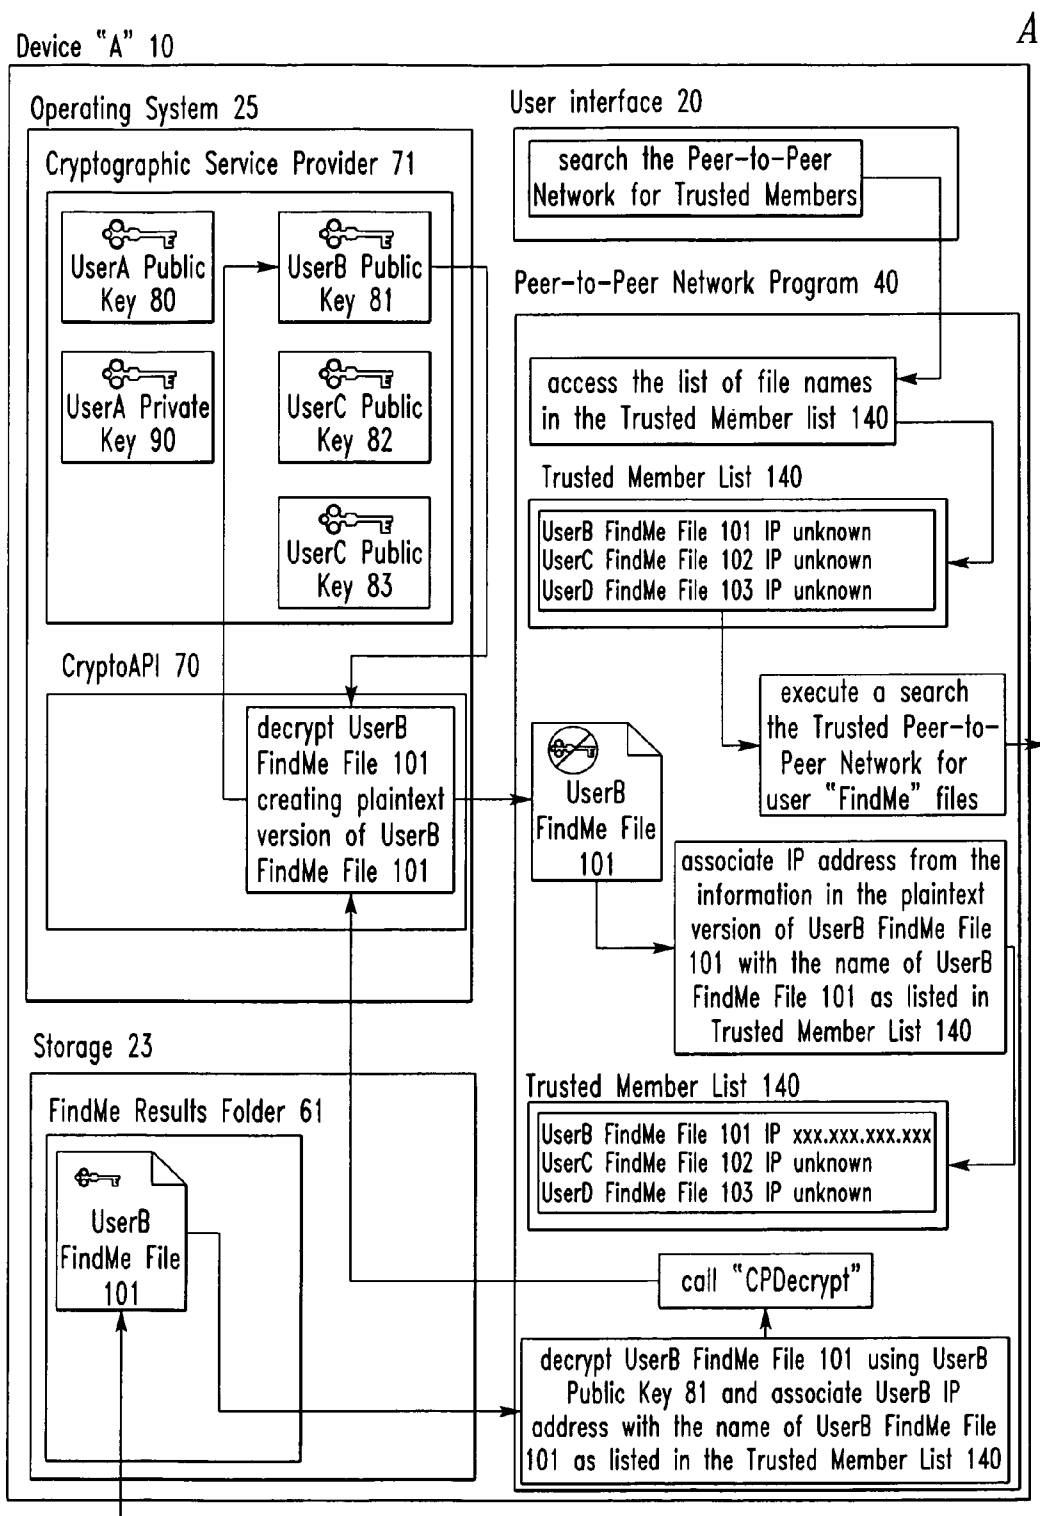 A
Device "A" 10
Operating System 25
Cryptographic Service Provider 71
UserA Public
Key 80
UserB Public
Key 81
UserA Private
Key 90
UserC Public
Key 82
UserC Public
Key 83
CryptoAPI 70
decrypt UserB
FindMe File 101
creating plaintext
version of UserB
FindMe File 101
Storage 23
FindMe Results Folder 61
UserB
FindMe File
101
User interface 20
search the Peer-to-Peer
Network for Trusted Members
Peer-to-Peer Network Program 40
access the list of file names
in the Trusted Member list 140
Trusted Member List 140
UserB FindMe File 101 IP unknown
UserC FindMe File 102 IP unknown
UserD FindMe File 103 IP unknown
execute a search
the Trusted Peer-to-
Peer Network for
user "FindMe" files
UserB
FindMe File
101
associate IP address from the
information in the plaintext
version of UserB FindMe File
101 with the name of UserB
FindMe File 101 as listed in
Trusted Member List 140
Trusted Member List 140
UserB FindMe File 101 IP xxx.xxx.xxx.xxx
UserC FindMe File 102 IP unknown
UserD FindMe File 103 IP unknown
call "CPDecrypt"
decrypt UserB FindMe File 101 using UserB
Public Key 81 and associate UserB IP
address with the name of UserB FindMe File
101 as listed in the Trusted Member List 140